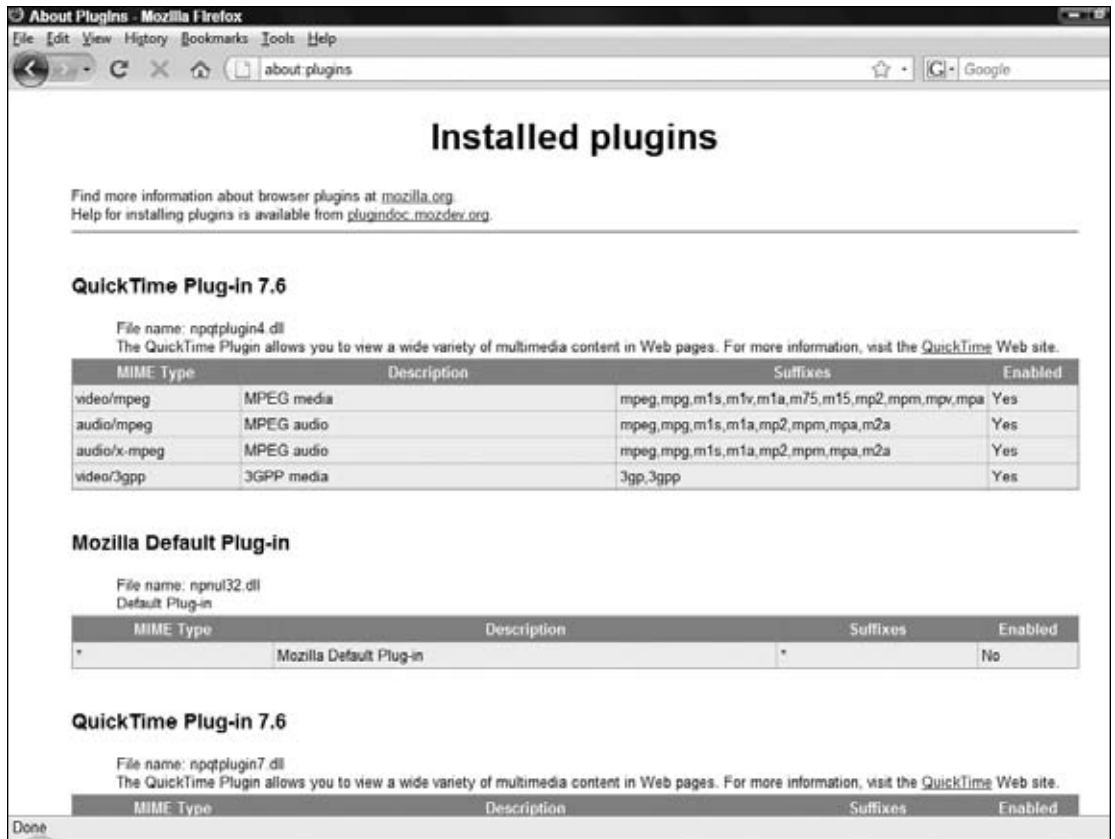 About Plugins - Mozilla Firefox
File Edit View History Bookmarks Tools Help
about:plugins
G Google
Installed plugins
Find more information about browser plugins at mozilla.org.
Help for installing plugins is available from plugindoc.mozdev.org.
QuickTime Plug-in 7.6
File name: npqtplugin4.dll
The QuickTime Plugin allows you to view a wide variety of multimedia content in Web pages. For more information, visit the QuickTime Web site.
MIME Type Description Suffixes Enabled
video/mpeg MPEG media mpeg,mpg,m1s,m1v,m1a,m75,m15,mp2,mpm,mpv,mpa Yes
audio/mpeg MPEG audio mpeg,mpg,m1s,m1a,mp2,mpm,mpa,m2a Yes
audio/x-mpeg MPEG audio mpeg,mpg,m1s,m1a,mp2,mpm,mpa,m2a Yes
video/3gpp 3GPP media 3gp,3gpp Yes
Mozilla Default Plug-in
File name: npnul32.dll
Default Plug-in
MIME Type Description Suffixes Enabled
* Mozilla Default Plug-in * No
QuickTime Plug-in 7.6
File name: npqtplugin7.dll
The QuickTime Plugin allows you to view a wide variety of multimedia content in Web pages. For more information, visit the QuickTime Web site.
MIME Type Description Suffixes Enabled
Done